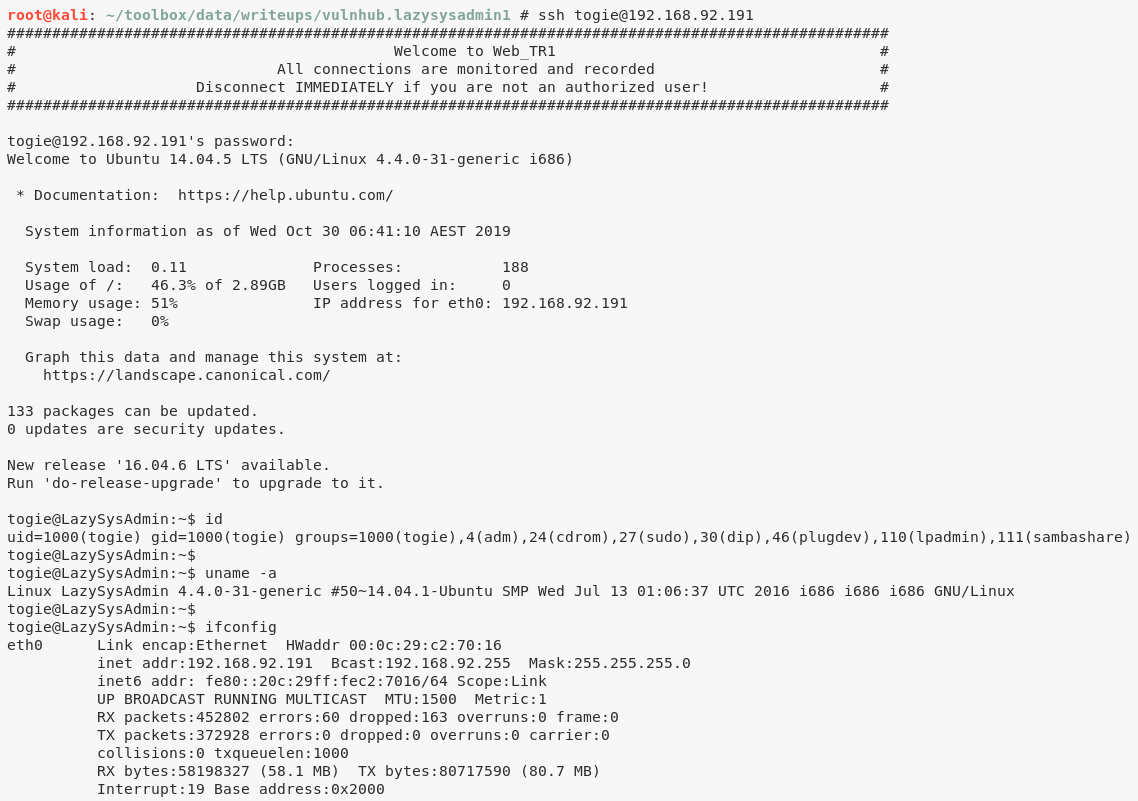 root@kali: ~/toolbox/data/writeups/vulnhub.lazysysadmin1 # ssh togie@192.168.92.191
##################################################################################################
#                                          Welcome to Web_TR1                                    #
#                             All connections are monitored and recorded                         #
#                    Disconnect IMMEDIATELY if you are not an authorized user!                   #
##################################################################################################

togie@192.168.92.191's password:
Welcome to Ubuntu 14.04.5 LTS (GNU/Linux 4.4.0-31-generic i686)

 * Documentation:  https://help.ubuntu.com/

  System information as of Wed Oct 30 06:41:10 AEST 2019

  System load:  0.11              Processes:           188
  Usage of /:   46.3% of 2.89GB   Users logged in:     0
  Memory usage: 51%               IP address for eth0: 192.168.92.191
  Swap usage:   0%

  Graph this data and manage this system at:
    https://landscape.canonical.com/

133 packages can be updated.
0 updates are security updates.

New release '16.04.6 LTS' available.
Run 'do-release-upgrade' to upgrade to it.

togie@LazySysAdmin:~$ id
uid=1000(togie) gid=1000(togie) groups=1000(togie),4(adm),24(cdrom),27(sudo),30(dip),46(plugdev),110(lpadmin),111(sambashare)
togie@LazySysAdmin:~$
togie@LazySysAdmin:~$ uname -a
Linux LazySysAdmin 4.4.0-31-generic #50~14.04.1-Ubuntu SMP Wed Jul 13 01:06:37 UTC 2016 i686 i686 i686 GNU/Linux
togie@LazySysAdmin:~$
togie@LazySysAdmin:~$ ifconfig
eth0      Link encap:Ethernet  HWaddr 00:0c:29:c2:70:16
          inet addr:192.168.92.191  Bcast:192.168.92.255  Mask:255.255.255.0
          inet6 addr: fe80::20c:29ff:fec2:7016/64 Scope:Link
          UP BROADCAST RUNNING MULTICAST  MTU:1500  Metric:1
          RX packets:452802 errors:60 dropped:163 overruns:0 frame:0
          TX packets:372928 errors:0 dropped:0 overruns:0 carrier:0
          collisions:0 txqueuelen:1000
          RX bytes:58198327 (58.1 MB)  TX bytes:80717590 (80.7 MB)
          Interrupt:19 Base address:0x2000